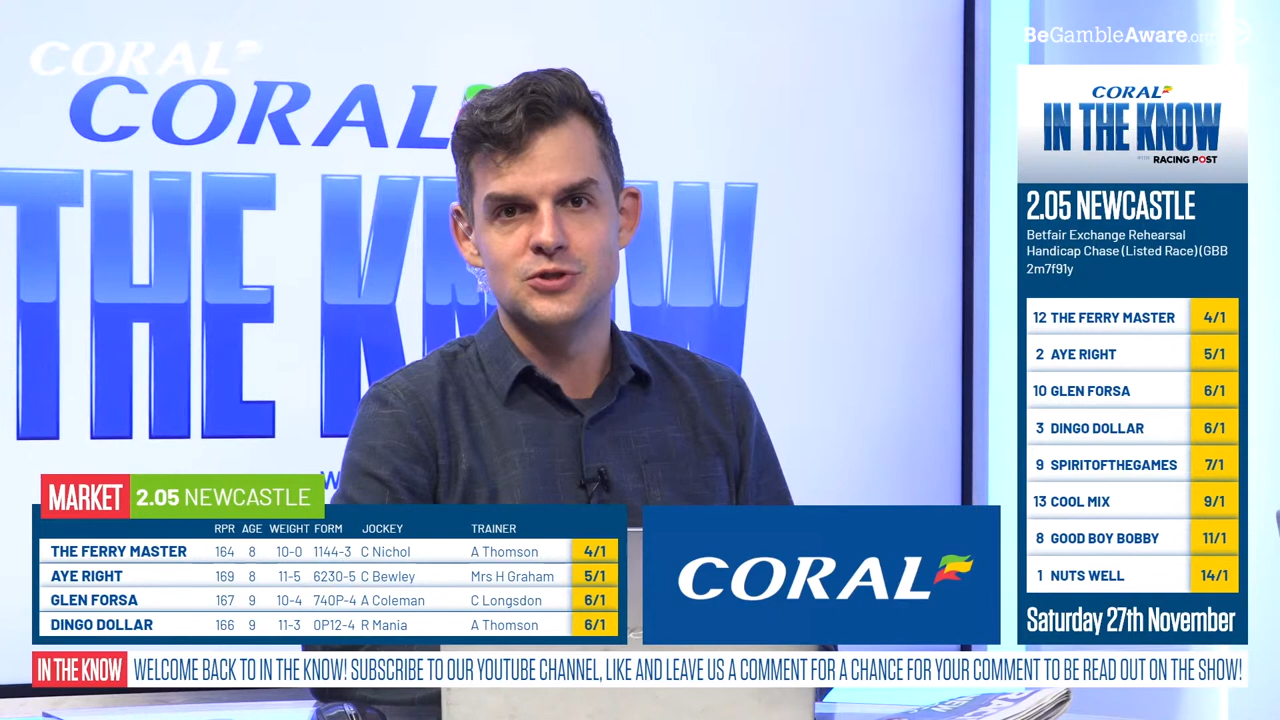 CORAL
BeGambleAware.org
CORAL
THE KNOW
W
CORAL
IN THE KNOW
WITH RACING POST
2.05 NEWCASTLE
Betfair Exchange Rehearsal
Handicap Chase (Listed Race) (GBB
2m7f91y
12 THE FERRY MASTER 4/1
2 AYE RIGHT 5/1
10 GLEN FORSA 6/1
3 DINGO DOLLAR 6/1
9 SPIRITOFTHEGAMES 7/1
13 COOL MIX 9/1
8 GOOD BOY BOBBY 11/1
1 NUTS WELL 14/1
Saturday 27th November
MARKET 2.05 NEWCASTLE
RPR AGE WEIGHT FORM JOCKEY TRAINER
THE FERRY MASTER 164 8 10-0 1144-3 C Nichol A Thomson 4/1
AYE RIGHT 169 8 11-5 6230-5 C Bewley Mrs H Graham 5/1
GLEN FORSA 167 9 10-4 740P-4 A Coleman C Longsdon 6/1
DINGO DOLLAR 166 9 11-3 0P12-4 R Mania A Thomson 6/1
CORAL
IN THE KNOW WELCOME BACK TO IN THE KNOW! SUBSCRIBE TO OUR YOUTUBE CHANNEL, LIKE AND LEAVE US A COMMENT FOR A CHANCE FOR YOUR COMMENT TO BE READ OUT ON THE SHOW!